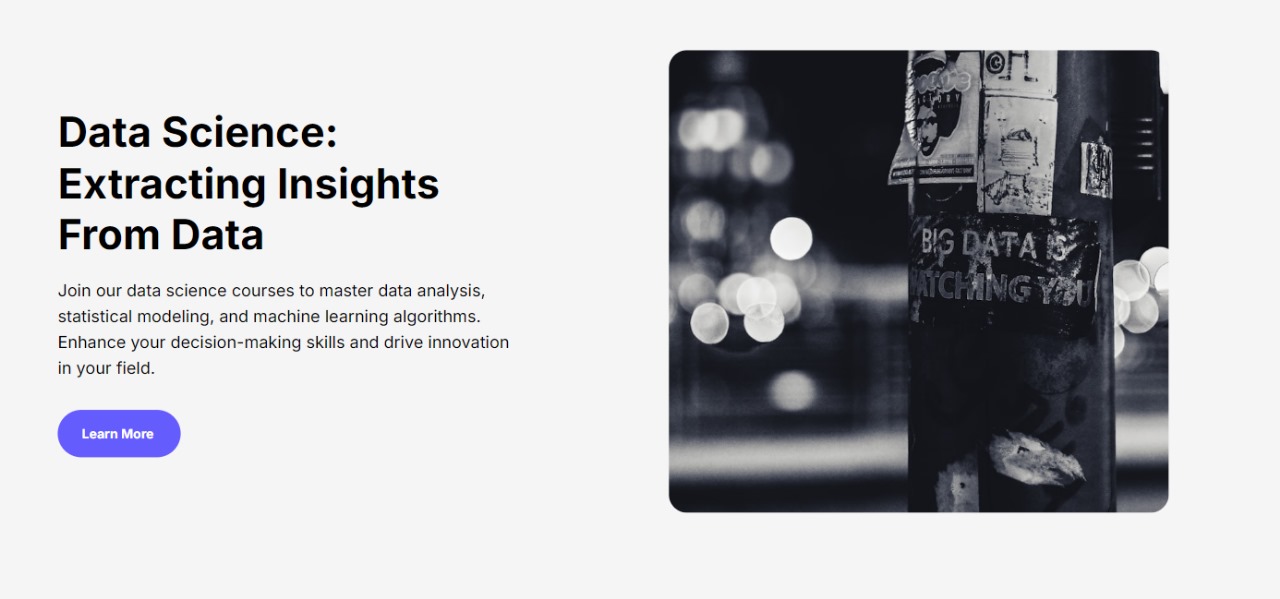 Data Science:
Extracting Insights
From Data
Join our data science courses to master data analysis,
statistical modeling, and machine learning algorithms.
Enhance your decision-making skills and drive innovation
in your field.
Learn More
BIG DATA IS
WATCHING YOU